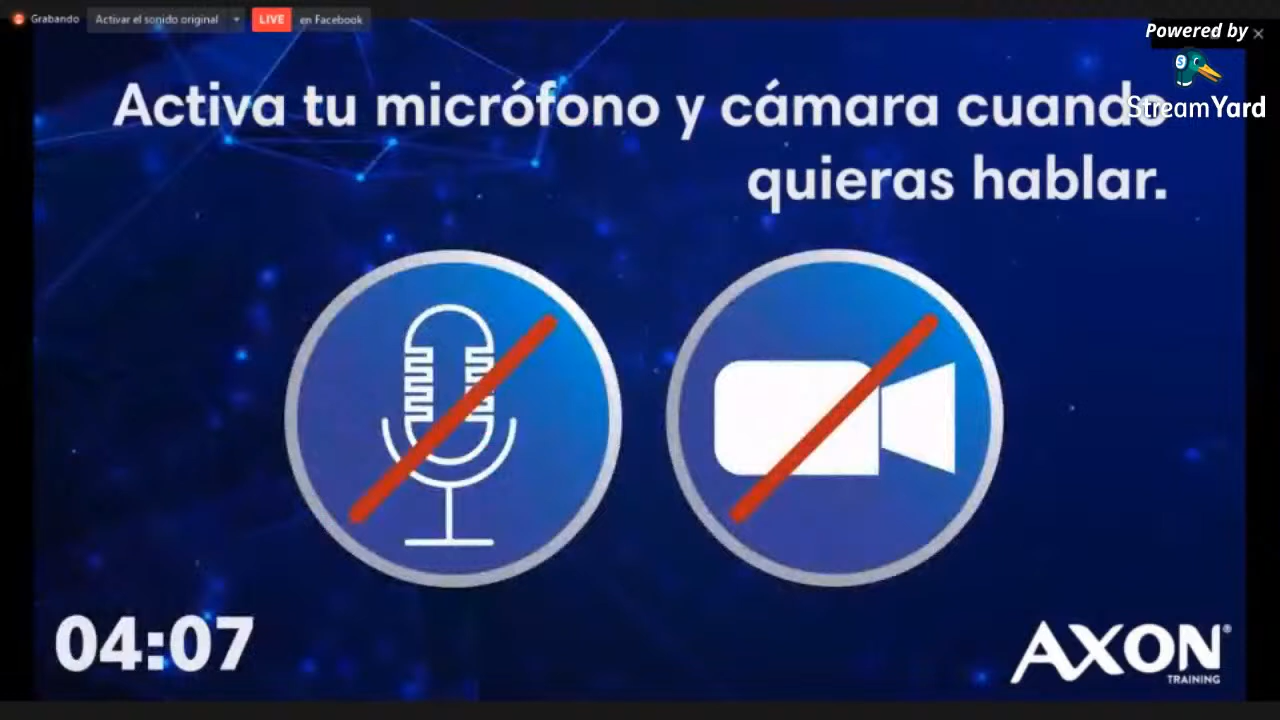 Grabando
Activar el sonido original
LIVE en Facebook
Powered by
StreamYard
Activa tu micrófono y cámara cuando
quieras hablar.
04:07
AXON®
TRAINING